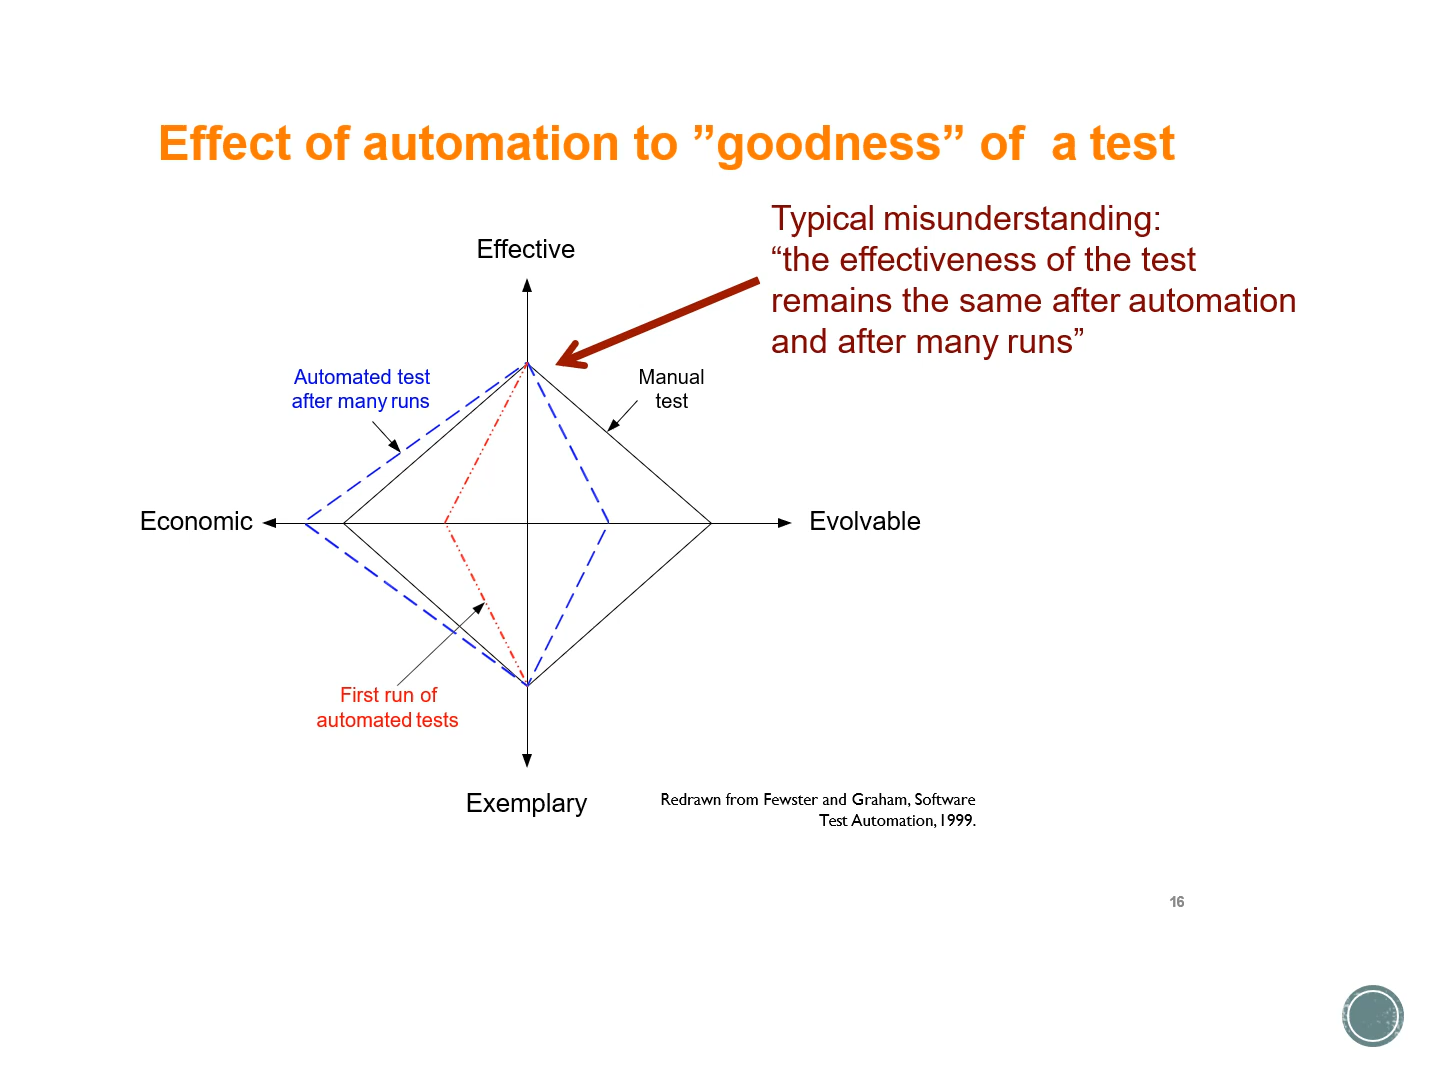 Effect of automation to ”goodness” of  a test
Typical misunderstanding:
“the effectiveness of the test
remains the same after automation
and after many runs”
Effective
Automated test
after many runs
Manual
test
Economic
Evolvable
First run of
automated tests
Exemplary
Redrawn from Fewster and Graham, Software
Test Automation, 1999.
16